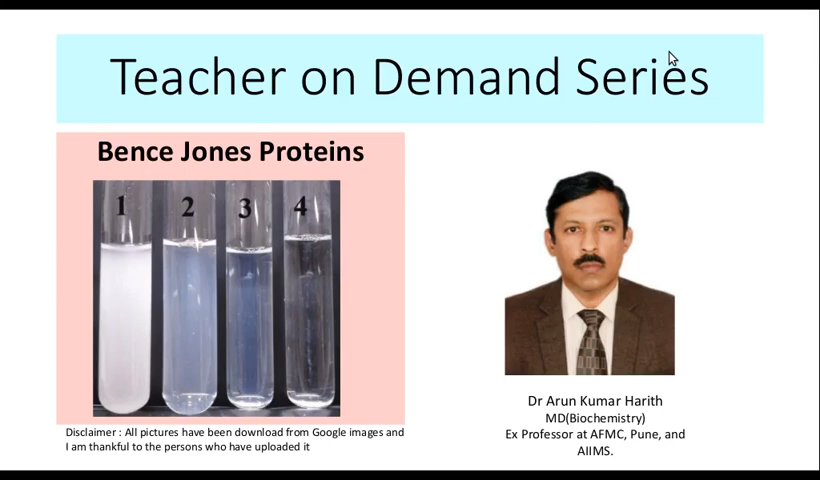 Teacher on Demand Series
Bence Jones Proteins
1 2 3 4
Disclaimer : All pictures have been download from Google images and
I am thankful to the persons who have uploaded it
Dr Arun Kumar Harith
MD(Biochemistry)
Ex Professor at AFMC, Pune, and
AIIMS.